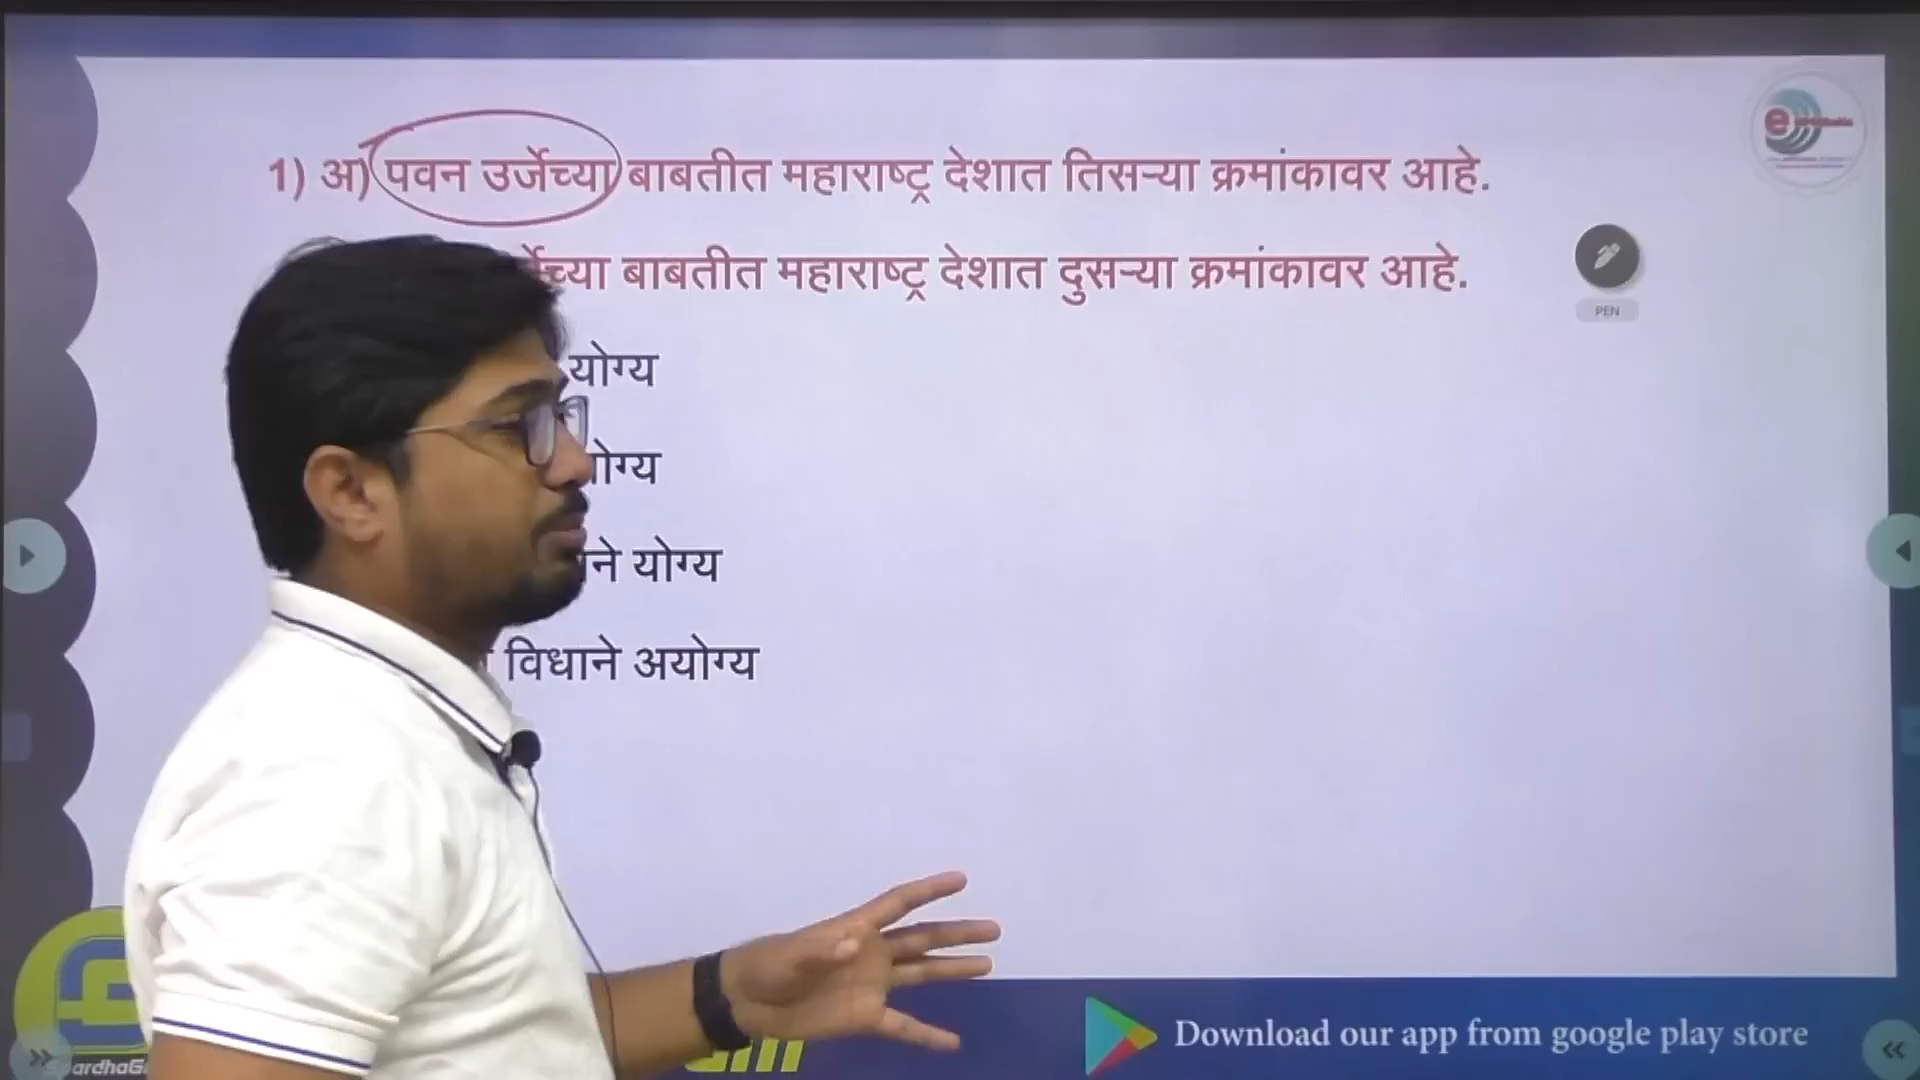 1) अ) पवन उर्जेच्या बाबतीत महाराष्ट्र देशात तिसऱ्या क्रमांकावर आहे.
बाबतीत महाराष्ट्र देशात दुसऱ्या क्रमांकावर आहे.
PEN
योग्य
योग्य
विधाने अयोग्य
Download our app from google play store